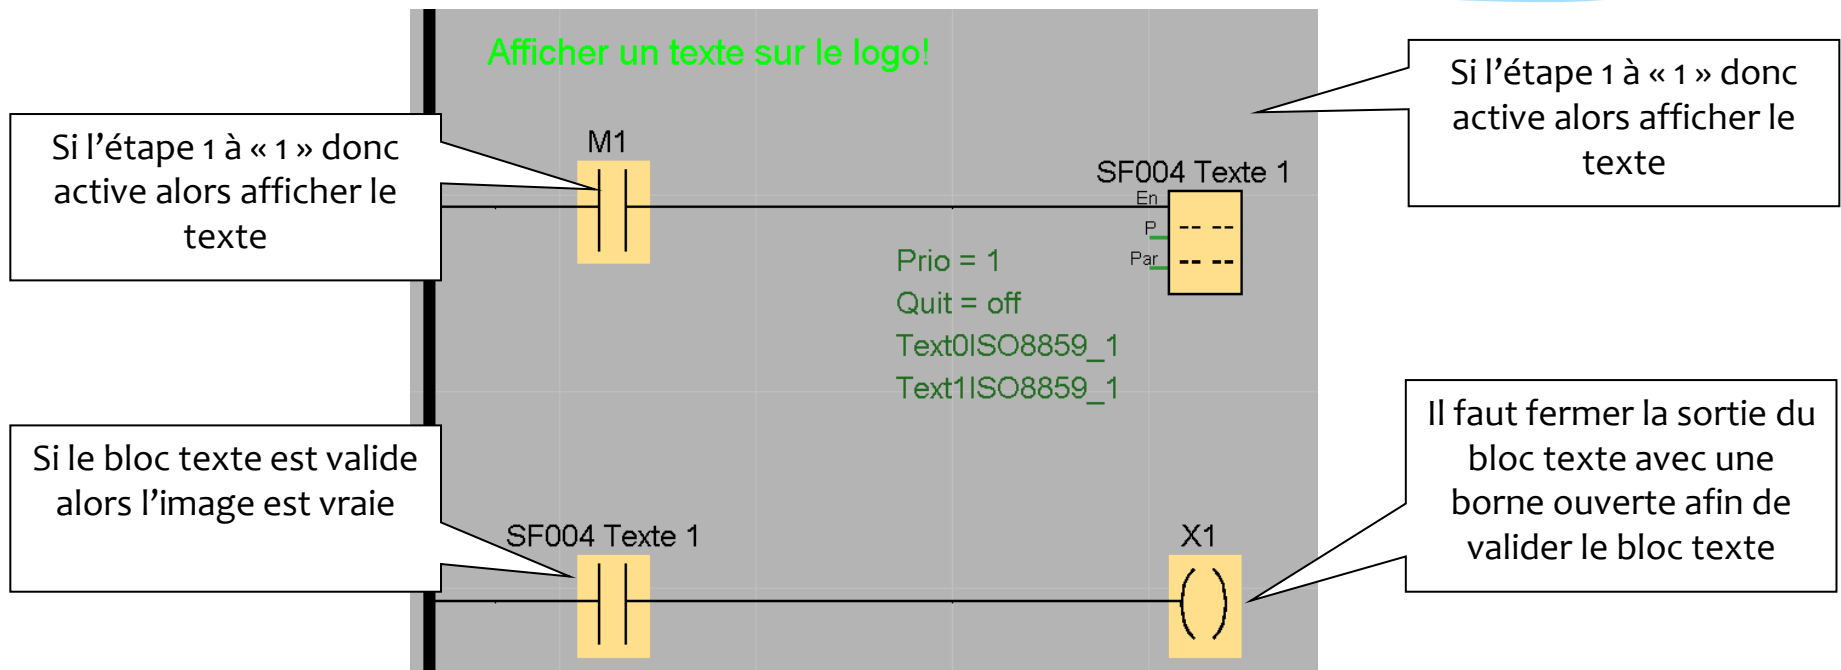 Afficher un texte sur le logo!
Si l'étape 1 à « 1 » donc
active alors afficher le
texte
M1
SF004 Texte 1
En
P
Par
Prio = 1
Quit = off
Text0ISO8859_1
Text1ISO8859_1
Si l'étape 1 à « 1 » donc
active alors afficher le
texte
Si le bloc texte est valide
alors l'image est vraie
SF004 Texte 1
X1
Il faut fermer la sortie du
bloc texte avec une
borne ouverte afin de
valider le bloc texte